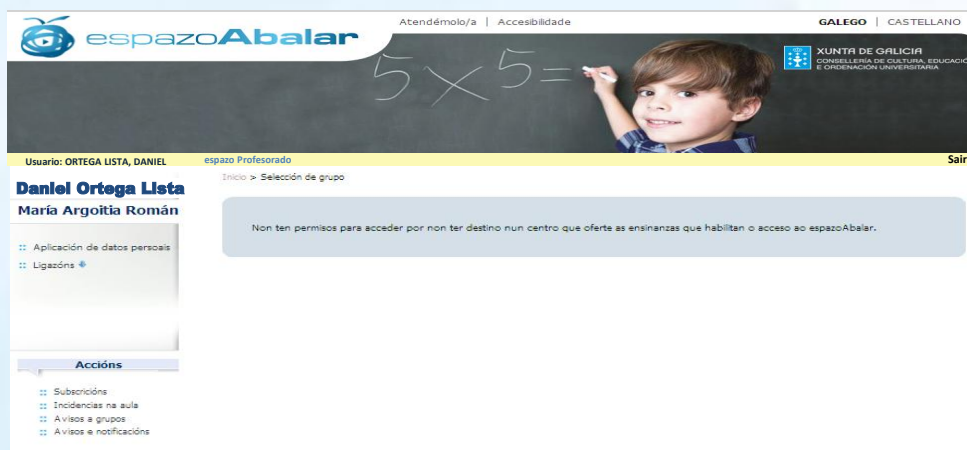 espazoAbalar
Atendémolo/a | Accesibilidade
GALEGO | CASTELLANO
5x5=
XUNTA DE GALICIA
CONSELLERÍA DE CULTURA, EDUCACIÓ
E ORDENACIÓN UNIVERSITARIA
Usuario: ORTEGA LISTA, DANIEL
espazo Profesorado
Sair
Inicio > Selección de grupo
Daniel Ortega Lista
María Argoitia Román
Non ten permisos para acceder por non ter destino nun centro que oferte as ensinanzas que habilitan o acceso ao espazoAbalar.
Aplicación de datos persoais
Ligazóns
Accións
Subscricións
Incidencias na aula
Avisos a grupos
Avisos e notificacións